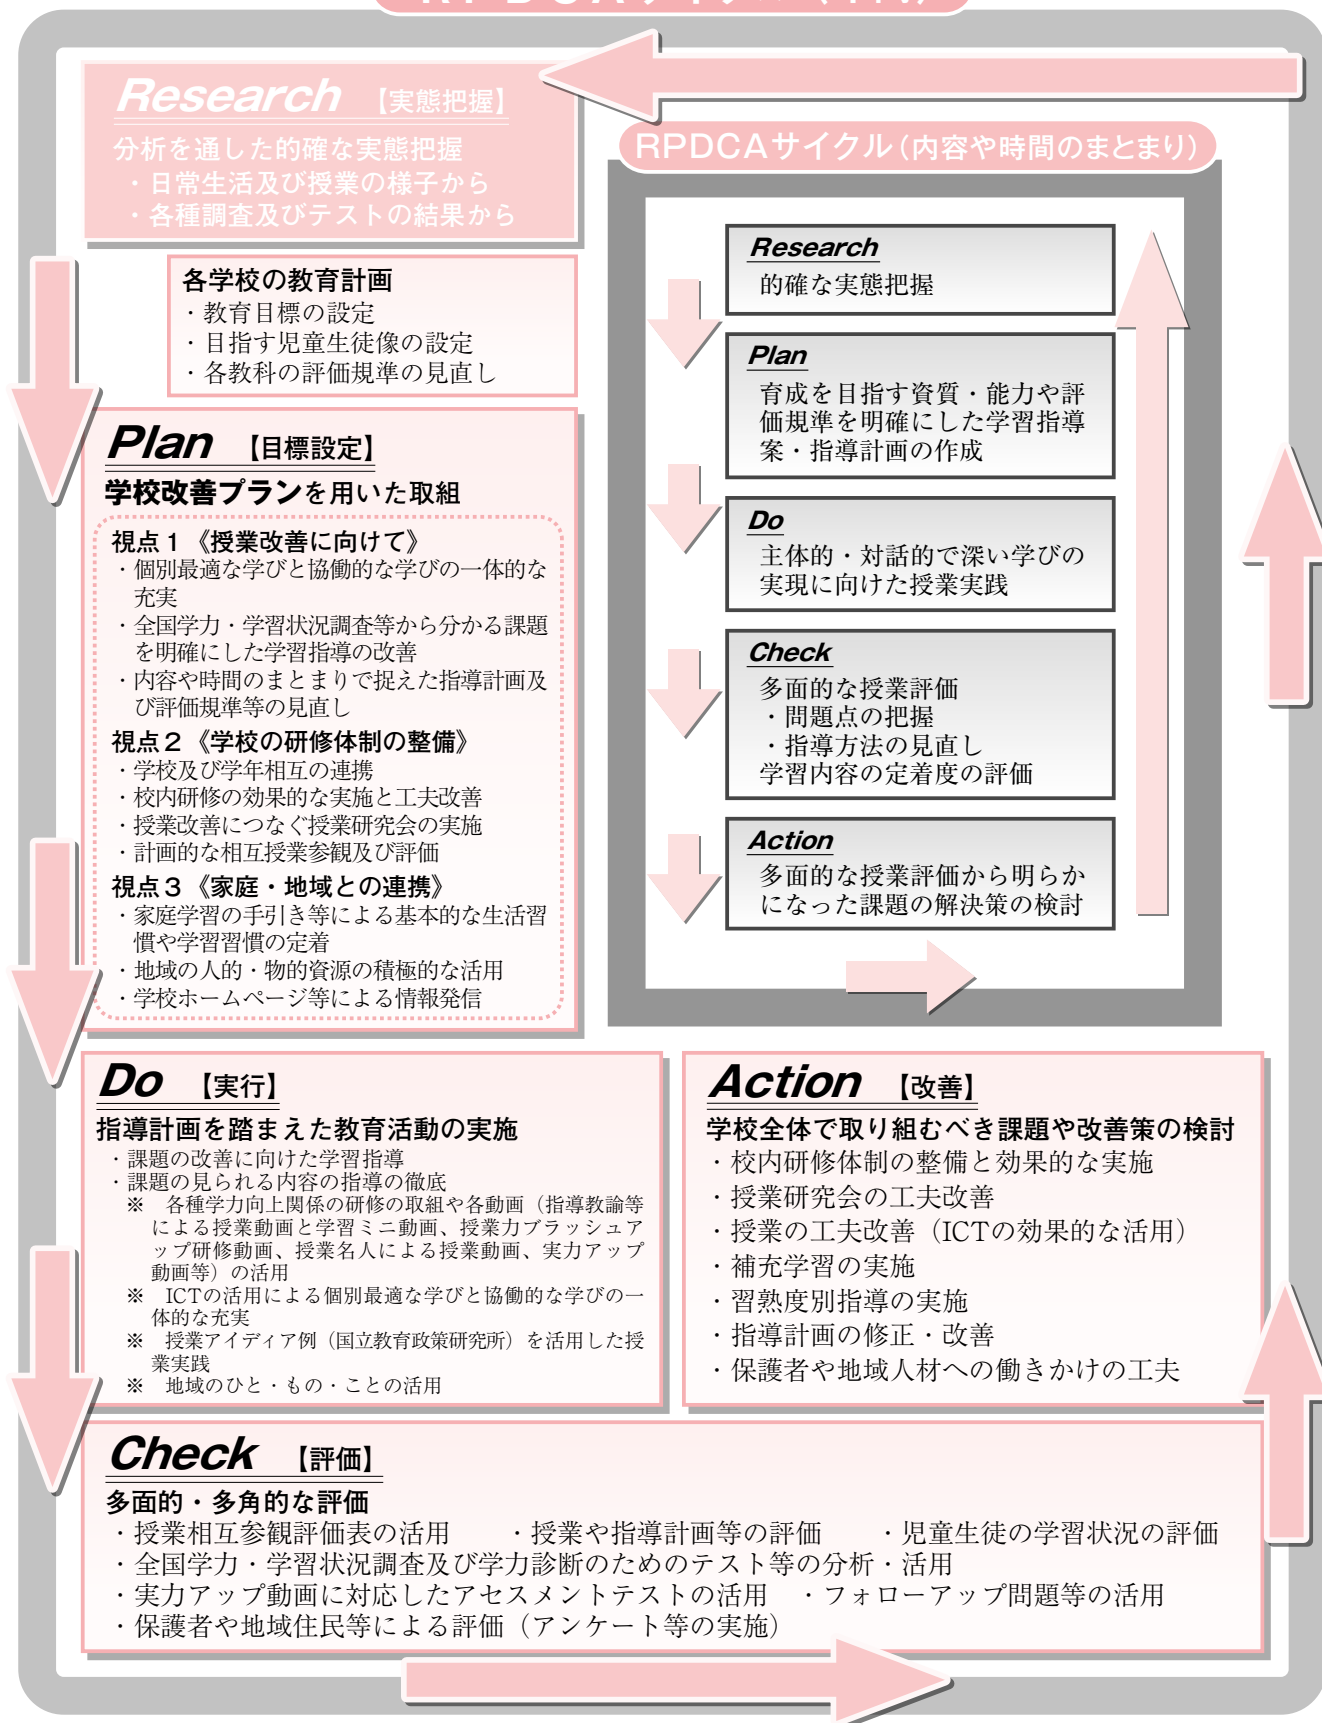 Research 【実態把握】
分析を通した的確な実態把握
・日常生活及び授業の様子から
・各種調査及びテストの結果から
各学校の教育計画
・教育目標の設定
・目指す児童生徒像の設定
・各教科の評価規準の見直し
Plan 【目標設定】
学校改善プランを用いた取組
視点1《授業改善に向けて》
・個別最適な学びと協働的な学びの一体的な
充実
・全国学力・学習状況調査等から分かる課題
を明確にした学習指導の改善
・内容や時間のまとまりで捉えた指導計画及
び評価規準等の見直し
視点2《学校の研修体制の整備》
・学校及び学年相互の連携
・校内研修の効果的な実施と工夫改善
・授業改善につなぐ授業研究会の実施
・計画的な相互授業参観及び評価
視点3《家庭・地域との連携》
・家庭学習の手引き等による基本的な生活習
慣や学習習慣の定着
・地域の人的・物的資源の積極的な活用
・学校ホームページ等による情報発信
RPDCAサイクル(内容や時間のまとまり)
Research
的確な実態把握
Plan
育成を目指す資質・能力や評
価規準を明確にした学習指導
案・指導計画の作成
Do
主体的・対話的で深い学びの
実現に向けた授業実践
Check
多面的な授業評価
・問題点の把握
・指導方法の見直し
学習内容の定着度の評価
Action
多面的な授業評価から明らか
になった課題の解決策の検討
Do 【実行】
指導計画を踏まえた教育活動の実施
・課題の改善に向けた学習指導
・課題の見られる内容の指導の徹底
※ 各種学力向上関係の研修の取組や各動画(指導教諭等
による授業動画と学習ミニ動画、授業力ブラッシュア
ップ研修動画、授業名人による授業動画、実力アップ
動画等)の活用
※ ICTの活用による個別最適な学びと協働的な学びの一
体的な充実
※ 授業アイディア例(国立教育政策研究所)を活用した授
業実践
※ 地域のひと・もの・ことの活用
Action 【改善】
学校全体で取り組むべき課題や改善策の検討
・校内研修体制の整備と効果的な実施
・授業研究会の工夫改善
・授業の工夫改善(ICTの効果的な活用)
・補充学習の実施
・習熟度別指導の実施
・指導計画の修正・改善
・保護者や地域人材への働きかけの工夫
Check 【評価】
多面的・多角的な評価
・授業相互参観評価表の活用 ・授業や指導計画等の評価 ・児童生徒の学習状況の評価
・全国学力・学習状況調査及び学力診断のためのテスト等の分析・活用
・実力アップ動画に対応したアセスメントテストの活用 ・フォローアップ問題等の活用
・保護者や地域住民等による評価(アンケート等の実施)